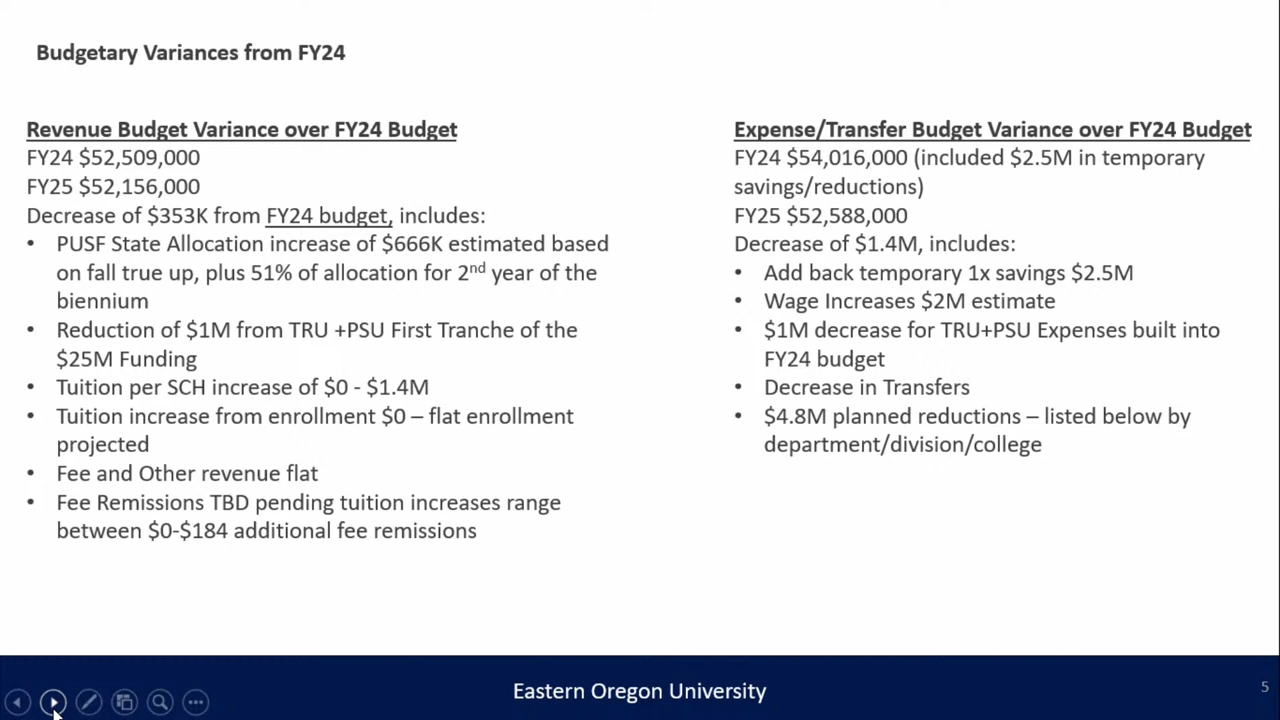 Budgetary Variances from FY24
Revenue Budget Variance over FY24 Budget
FY24 $52,509,000
FY25 $52,156,000
Decrease of $353K from FY24 budget, includes:
• PUSF State Allocation increase of $666K estimated based
on fall true up, plus 51% of allocation for 2nd year of the
biennium
• Reduction of $1M from TRU +PSU First Tranche of the
$25M Funding
• Tuition per SCH increase of $0 - $1.4M
• Tuition increase from enrollment $0 – flat enrollment
projected
• Fee and Other revenue flat
• Fee Remissions TBD pending tuition increases range
between $0-$184 additional fee remissions
Expense/Transfer Budget Variance over FY24 Budget
FY24 $54,016,000 (included $2.5M in temporary
savings/reductions)
FY25 $52,588,000
Decrease of $1.4M, includes:
• Add back temporary 1x savings $2.5M
• Wage Increases $2M estimate
• $1M decrease for TRU+PSU Expenses built into
FY24 budget
• Decrease in Transfers
• $4.8M planned reductions – listed below by
department/division/college
Eastern Oregon University
5